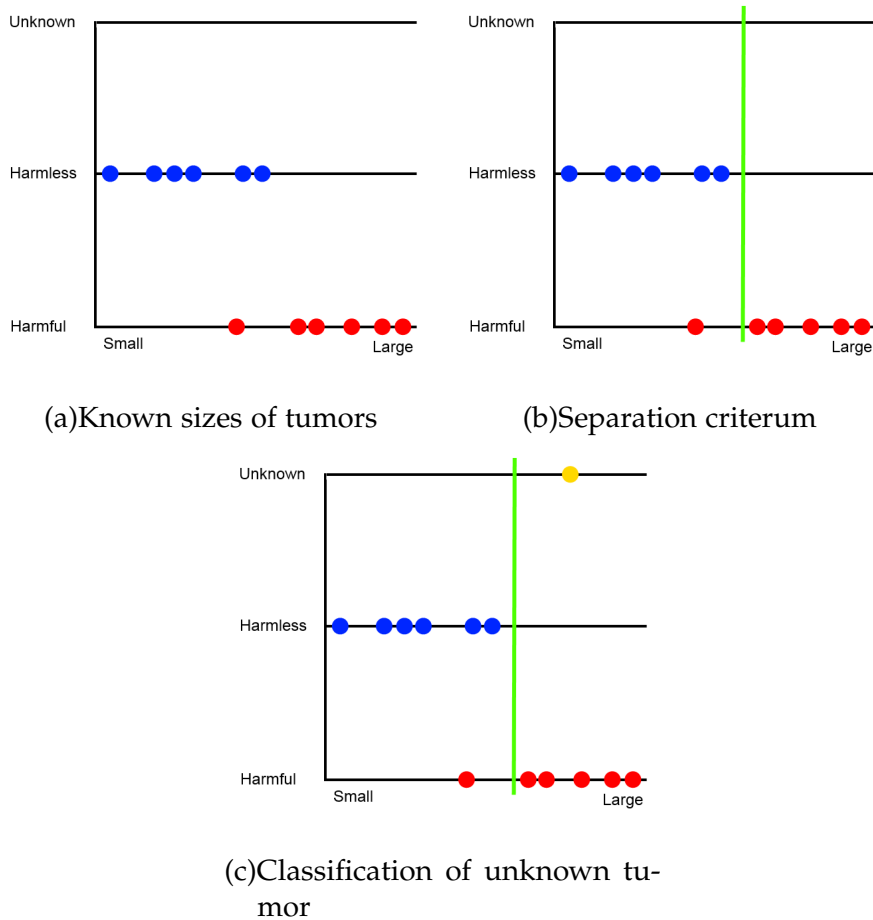 Unknown
Harmless
Harmful
Small
Large
(a)Known sizes of tumors
Unknown
Harmless
Harmful
Small
Large
(b)Separation criterum
Unknown
Harmless
Harmful
Small
Large
(c)Classification of unknown tu-
mor